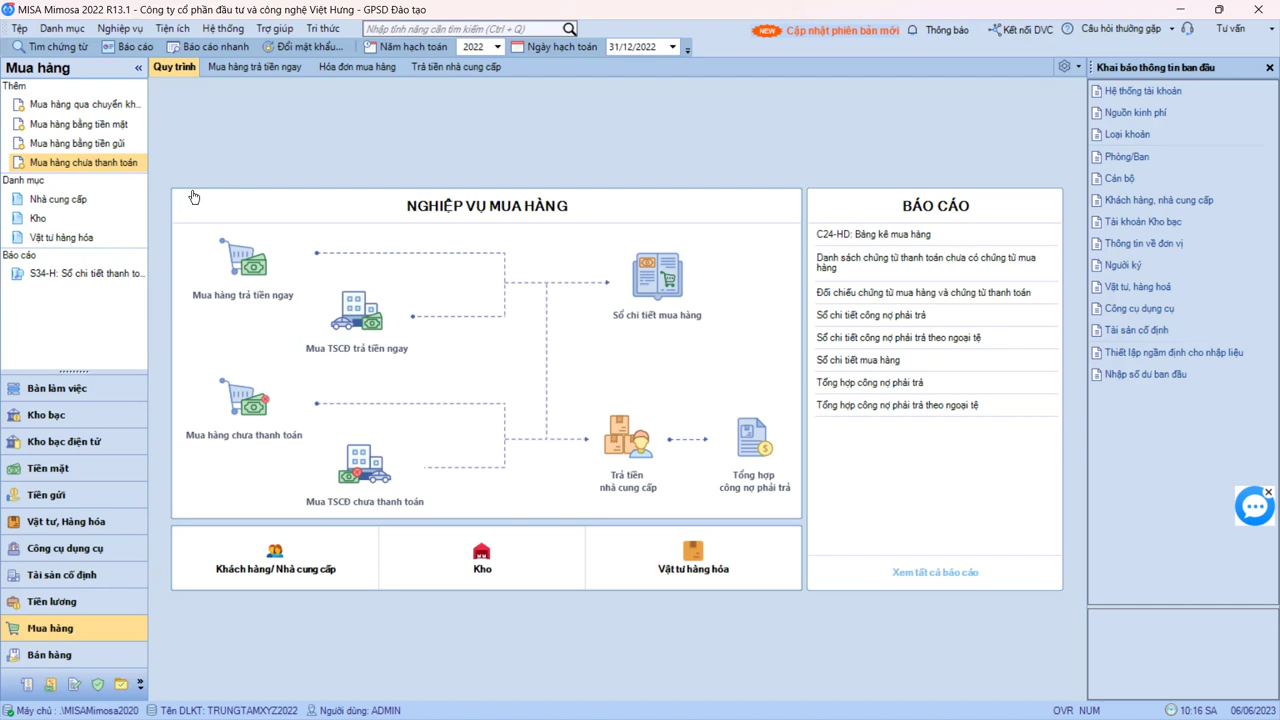 MISA Mimosa 2022 R13.1 - Công ty cổ phần đầu tư và công nghệ Việt Hưng - GPSD Đào tạo
Tệp Danh mục Nghiệp vụ Tiện ích Hệ thống Trợ giúp Tri thức
Nhập tính năng cần tìm kiếm (Ctrl + Q)
NEW Cập nhật phiên bản mới Thông báo Kết nối DVC Câu hỏi thường gặp Tư vấn
Tìm chứng từ Báo cáo Báo cáo nhanh Đổi mật khẩu... Năm hạch toán 2022 Ngày hạch toán 31/12/2022
Mua hàng «
Quy trình Mua hàng trả tiền ngay Hóa đơn mua hàng Trả tiền nhà cung cấp
Thêm
Mua hàng qua chuyển kh...
Mua hàng bằng tiền mặt
Mua hàng bằng tiền gửi
Mua hàng chưa thanh toán
Danh mục
Nhà cung cấp
Kho
Vật tư hàng hóa
Báo cáo
S34-H: Sổ chi tiết thanh to...
Bàn làm việc
Kho bạc
Kho bạc điện tử
Tiền mặt
Tiền gửi
Vật tư, Hàng hóa
Công cụ dụng cụ
Tài sản cố định
Tiền lương
Mua hàng
Bán hàng
NGHIỆP VỤ MUA HÀNG
Mua hàng trả tiền ngay
Mua TSCĐ trả tiền ngay
Sổ chi tiết mua hàng
Mua hàng chưa thanh toán
Mua TSCĐ chưa thanh toán
Trả tiền
nhà cung cấp
Tổng hợp
công nợ phải trả
Khách hàng/ Nhà cung cấp
Kho
Vật tư hàng hóa
BÁO CÁO
C24-HD: Bảng kê mua hàng
Danh sách chứng từ thanh toán chưa có chứng từ mua
hàng
Đối chiếu chứng từ mua hàng và chứng từ thanh toán
Sổ chi tiết công nợ phải trả
Sổ chi tiết công nợ phải trả theo ngoại tệ
Sổ chi tiết mua hàng
Tổng hợp công nợ phải trả
Tổng hợp công nợ phải trả theo ngoại tệ
Xem tất cả báo cáo
Khai báo thông tin ban đầu
Hệ thống tài khoản
Nguồn kinh phí
Loại khoản
Phòng/Ban
Cán bộ
Khách hàng, nhà cung cấp
Tài khoản Kho bạc
Thông tin về đơn vị
Người ký
Vật tư, hàng hoá
Công cụ dụng cụ
Tài sản cố định
Thiết lập ngầm định cho nhập liệu
Nhập số dư ban đầu
Máy chủ : .\MISAMimosa2020 Tên DLKT: TRUNGTAMXYZ2022 Người dùng: ADMIN OVR NUM 10:16 SA 06/06/2023